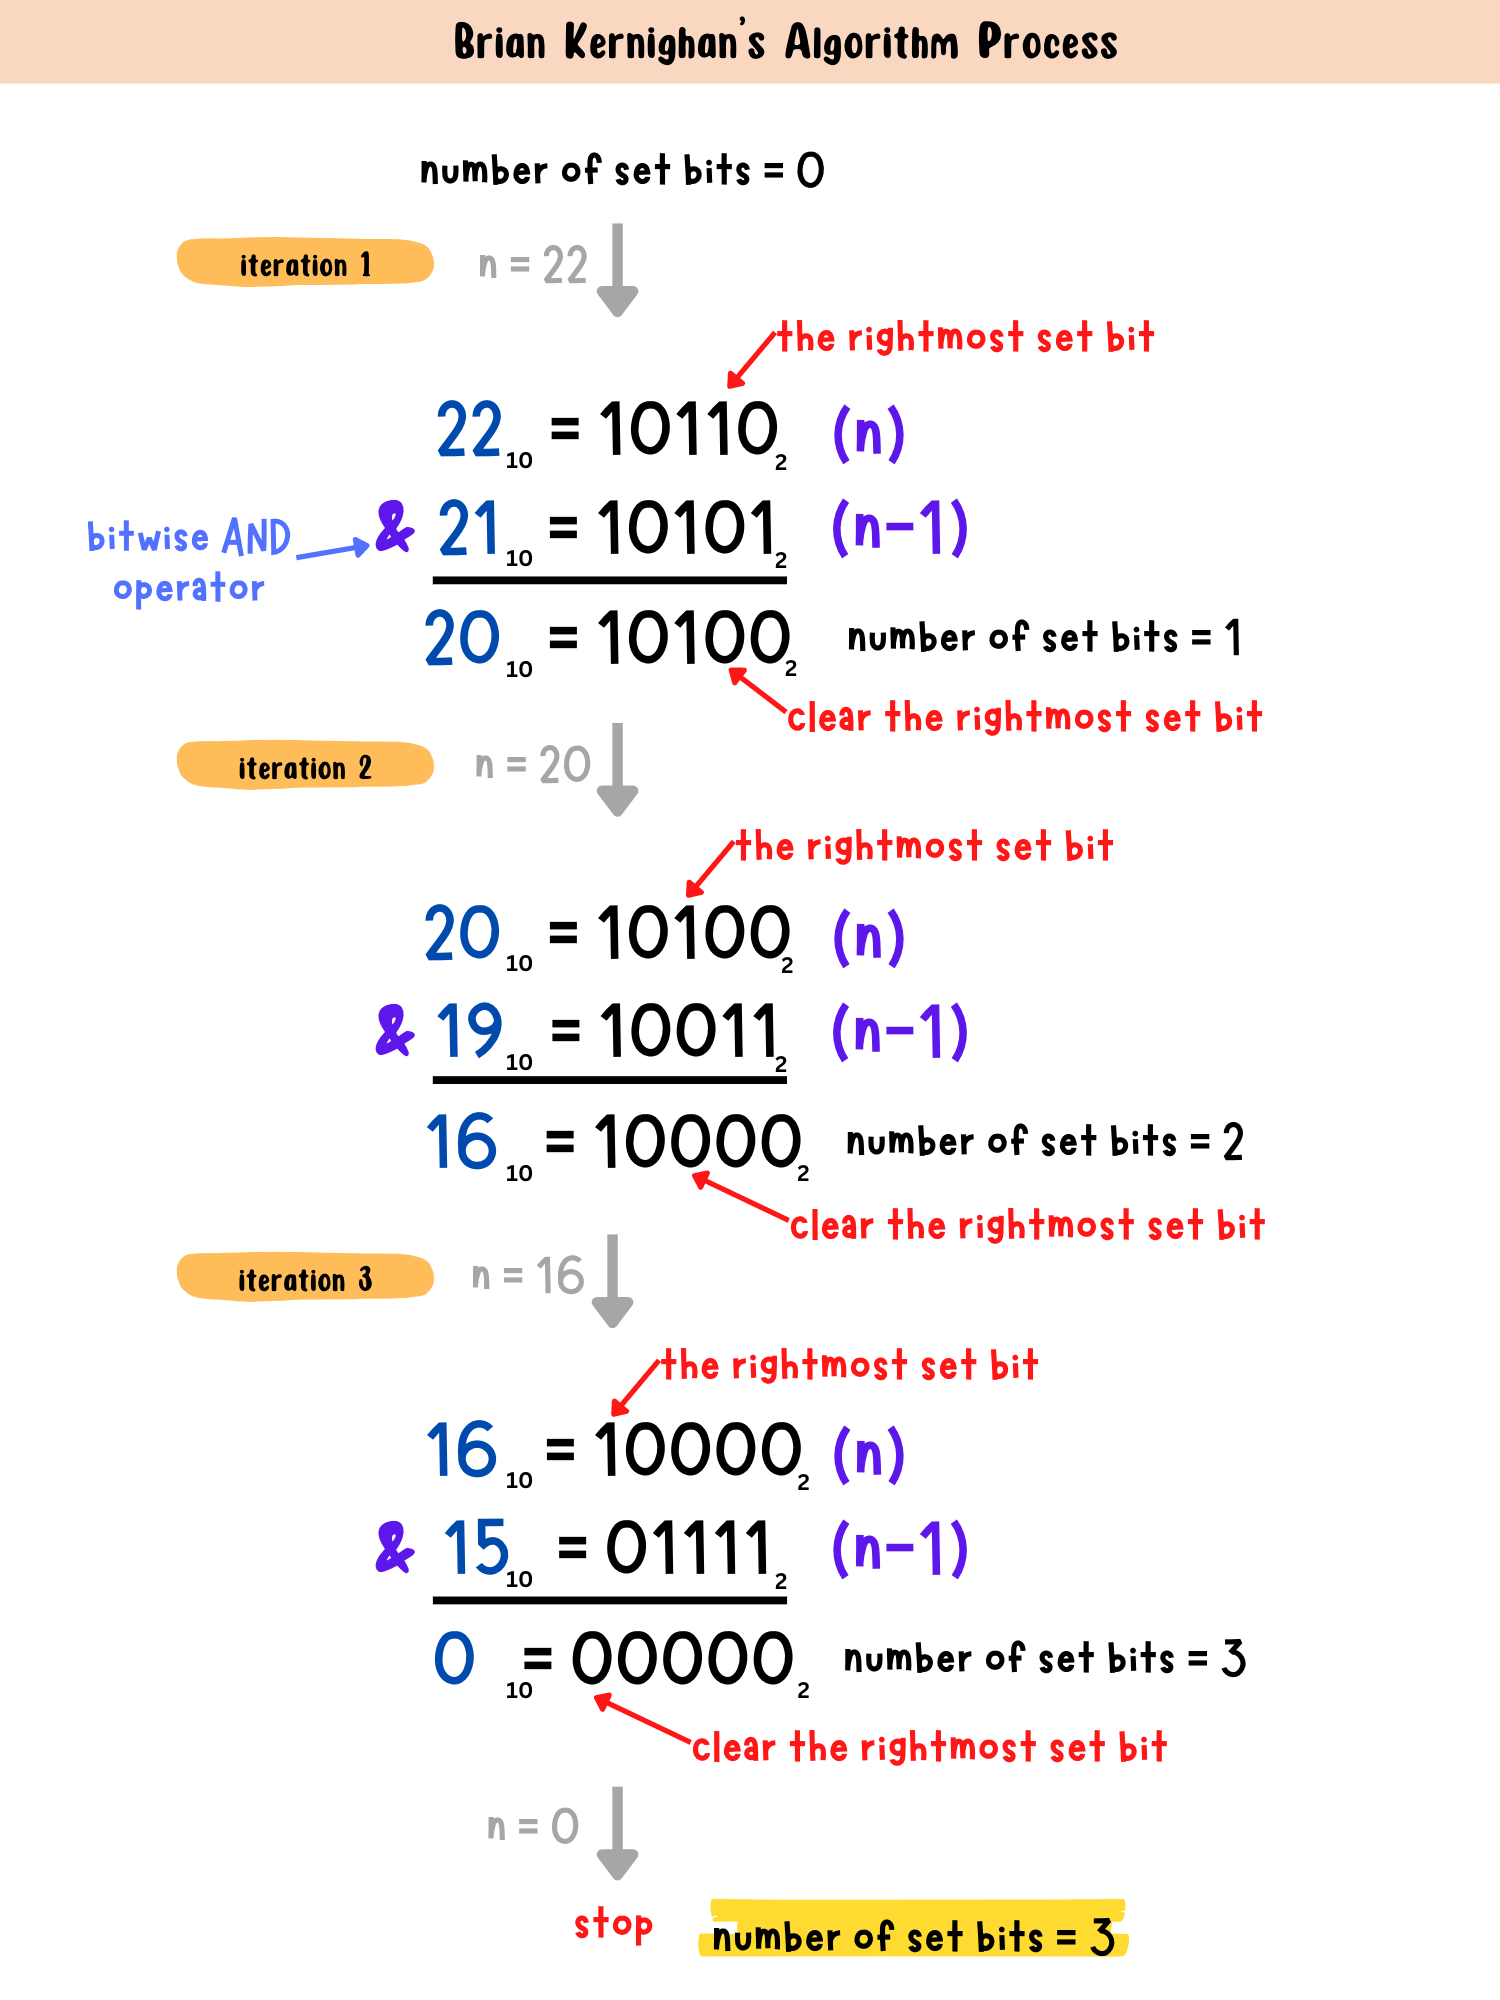 Brian Kernighan's Algorithm Process
number of set bits = 0
iteration 1
n = 22
the rightmost set bit
22₁₀ = 10110₂ (n)
& 21₁₀ = 10101₂ (n-1)
bitwise AND
operator
20₁₀ = 10100₂ number of set bits = 1
clear the rightmost set bit
iteration 2
n = 20
the rightmost set bit
20₁₀ = 10100₂ (n)
& 19₁₀ = 10011₂ (n-1)
16₁₀ = 10000₂ number of set bits = 2
clear the rightmost set bit
iteration 3
n = 16
the rightmost set bit
16₁₀ = 10000₂ (n)
& 15₁₀ = 01111₂ (n-1)
0₁₀ = 00000₂ number of set bits = 3
clear the rightmost set bit
n = 0
stop
number of set bits = 3